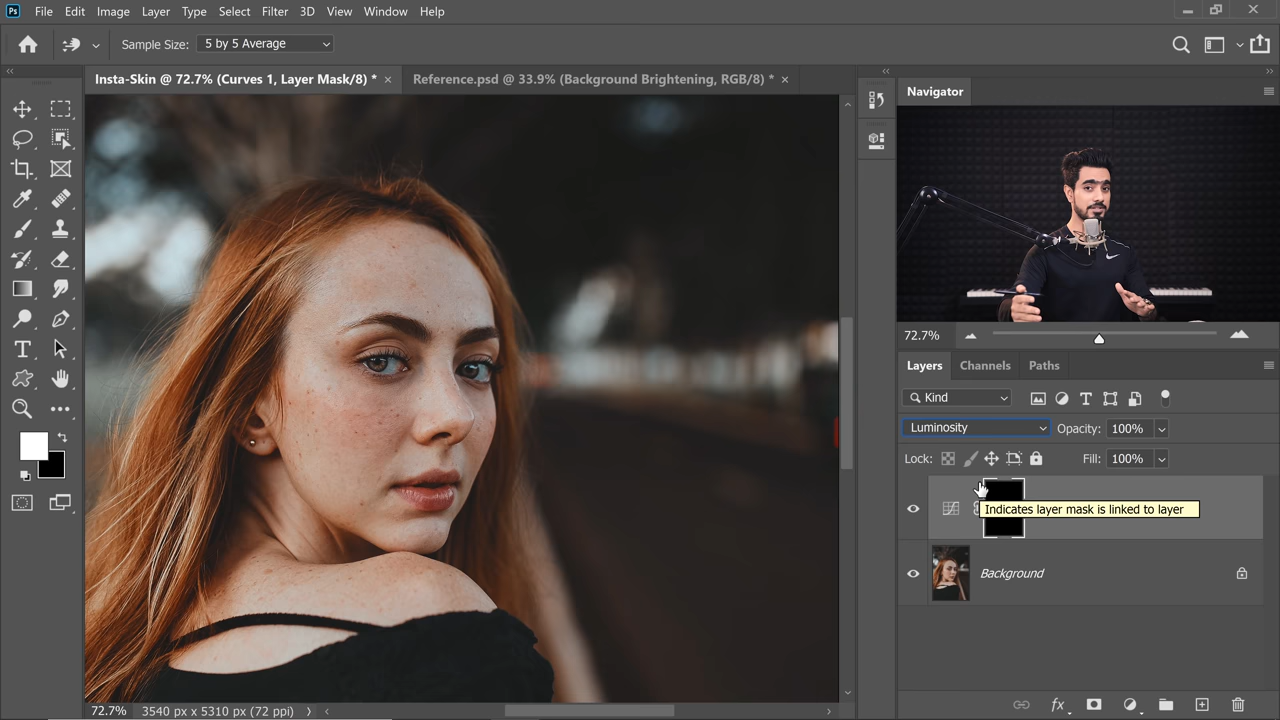 Ps File Edit Image Layer Type Select Filter 3D View Window Help
Sample Size: 5 by 5 Average
Insta-Skin @ 72.7% (Curves 1, Layer Mask/8) * × Reference.psd @ 33.9% (Background Brightening, RGB/8) * ×
Navigator
72.7%
Layers Channels Paths
Kind
Luminosity Opacity: 100%
Lock: Fill: 100%
Indicates layer mask is linked to layer
Background
72.7% 3540 px x 5310 px (72 ppi)
fx